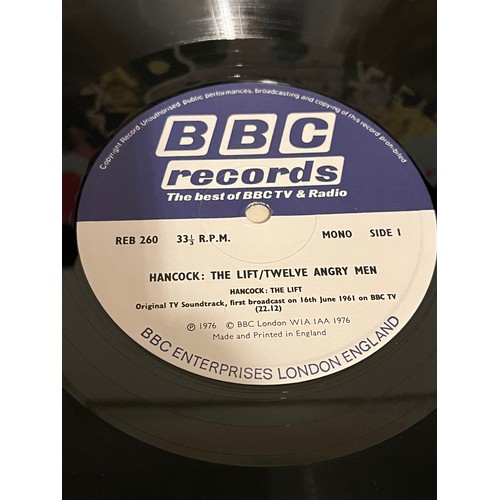 Copyright Record. Unauthorised public performances, broadcasting and copying of this record prohibited
BBC
records
The best of BBC TV & Radio
REB 260 33⅓ R.P.M. MONO SIDE 1
HANCOCK: THE LIFT/TWELVE ANGRY MEN
HANCOCK: THE LIFT
Original TV Soundtrack, first broadcast on 16th June 1961 on BBC TV
(22.12)
℗ 1976 © BBC London W1A 1AA 1976
Made and Printed in England
BBC ENTERPRISES LONDON ENGLAND